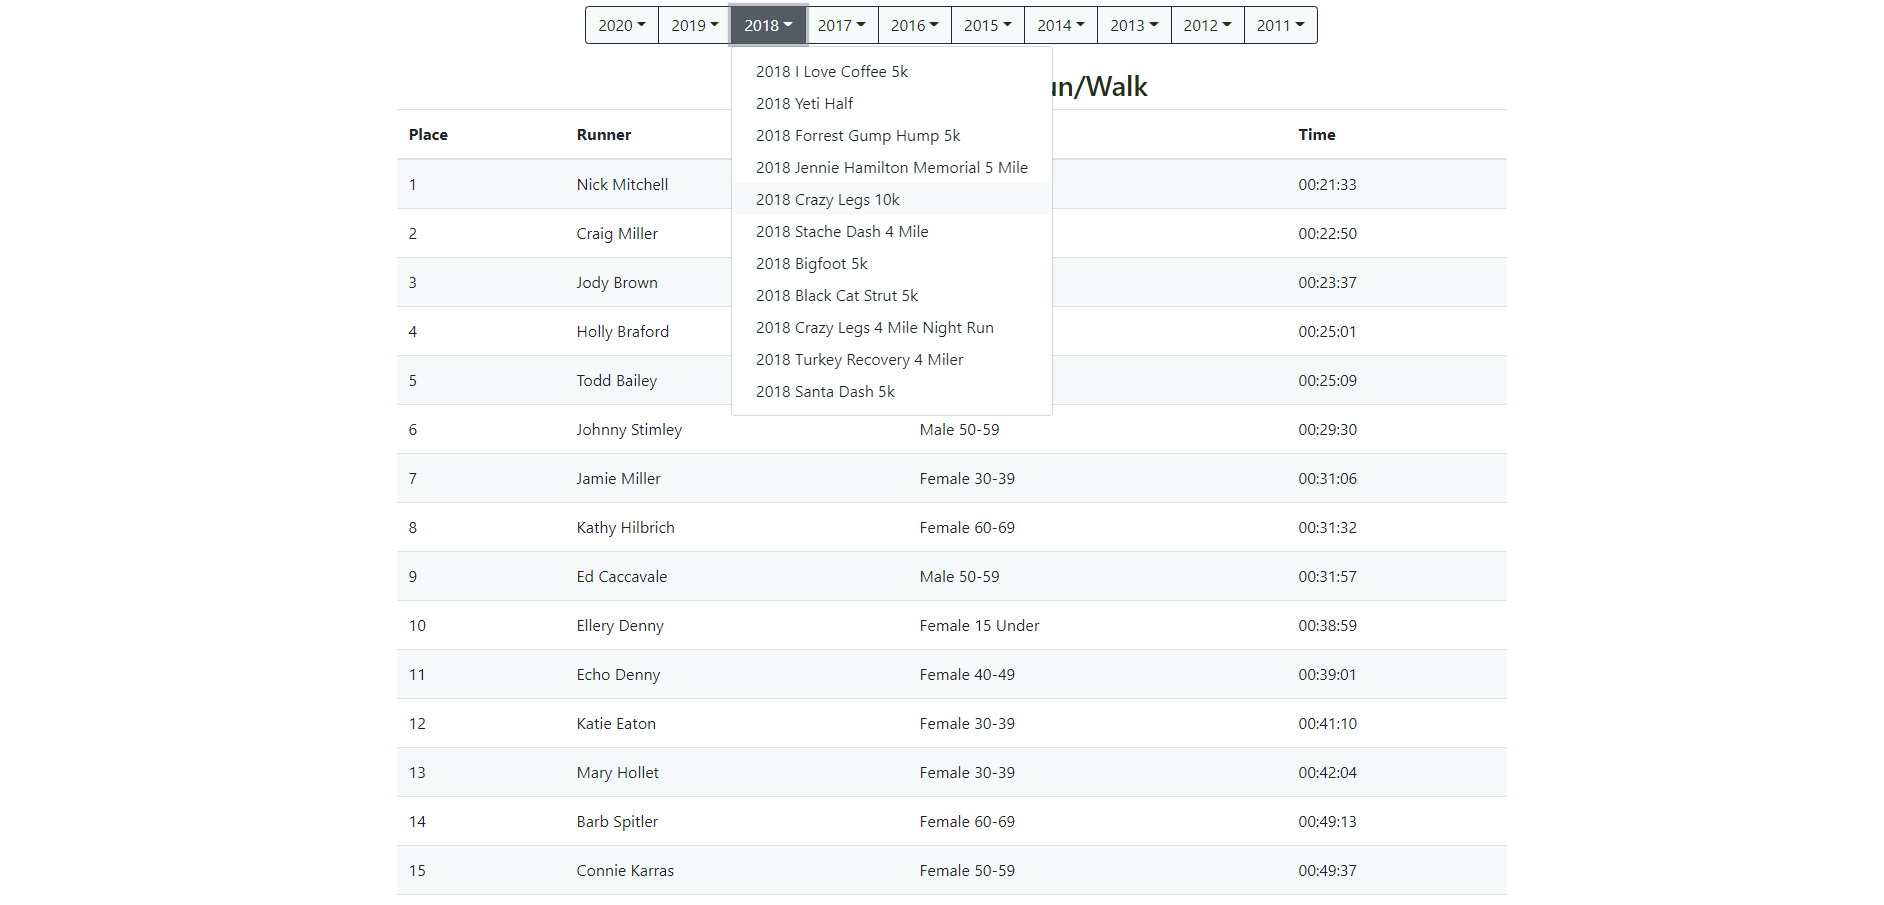 2020 2019 2018 2017 2016 2015 2014 2013 2012 2011
2018 I Love Coffee 5k
2018 Yeti Half
2018 Forrest Gump Hump 5k
2018 Jennie Hamilton Memorial 5 Mile
2018 Crazy Legs 10k
2018 Stache Dash 4 Mile
2018 Bigfoot 5k
2018 Black Cat Strut 5k
2018 Crazy Legs 4 Mile Night Run
2018 Turkey Recovery 4 Miler
2018 Santa Dash 5k
/Walk
Place Runner Time
1 Nick Mitchell 00:21:33
2 Craig Miller 00:22:50
3 Jody Brown 00:23:37
4 Holly Braford 00:25:01
5 Todd Bailey 00:25:09
6 Johnny Stimley Male 50-59 00:29:30
7 Jamie Miller Female 30-39 00:31:06
8 Kathy Hilbrich Female 60-69 00:31:32
9 Ed Caccavale Male 50-59 00:31:57
10 Ellery Denny Female 15 Under 00:38:59
11 Echo Denny Female 40-49 00:39:01
12 Katie Eaton Female 30-39 00:41:10
13 Mary Hollet Female 30-39 00:42:04
14 Barb Spitler Female 60-69 00:49:13
15 Connie Karras Female 50-59 00:49:37